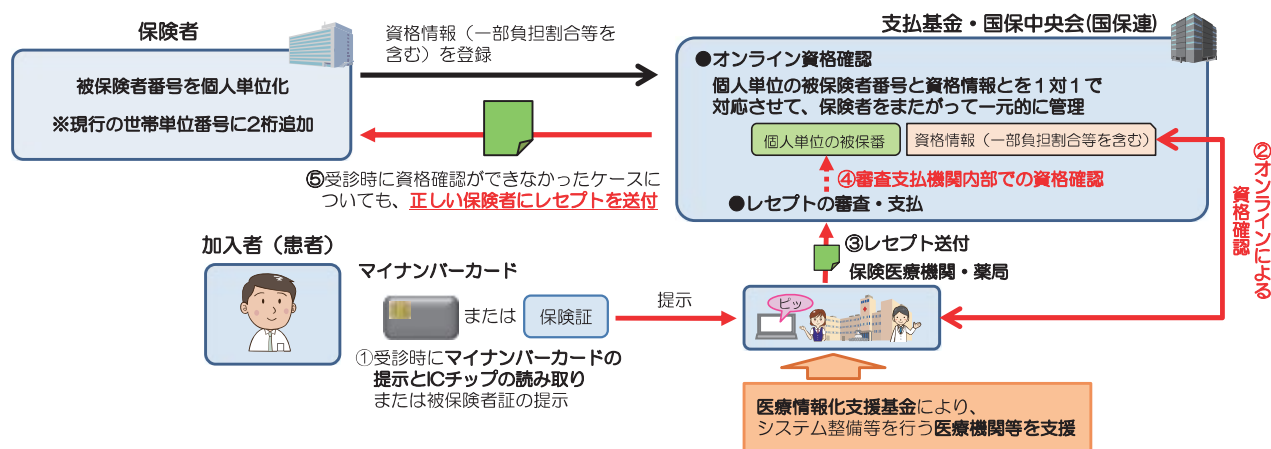 保険者
被保険者番号を個人単位化
※現行の世帯単位番号に2桁追加
資格情報（一部負担割合等を
含む）を登録
支払基金・国保中央会(国保連)
●オンライン資格確認
個人単位の被保険者番号と資格情報とを１対１で
対応させて、保険者をまたがって一元的に管理
個人単位の被保番
資格情報（一部負担割合等を含む）
④審査支払機関内部での資格確認
●レセプトの審査・支払
②オンラインによる
資格確認
⑤受診時に資格確認ができなかったケースに
ついても、正しい保険者にレセプトを送付
③レセプト送付
保険医療機関・薬局
加入者（患者）
マイナンバーカード
または
保険証
提示
ピッ
①受診時にマイナンバーカードの
提示とICチップの読み取り
または被保険者証の提示
医療情報化支援基金により、
システム整備等を行う医療機関等を支援